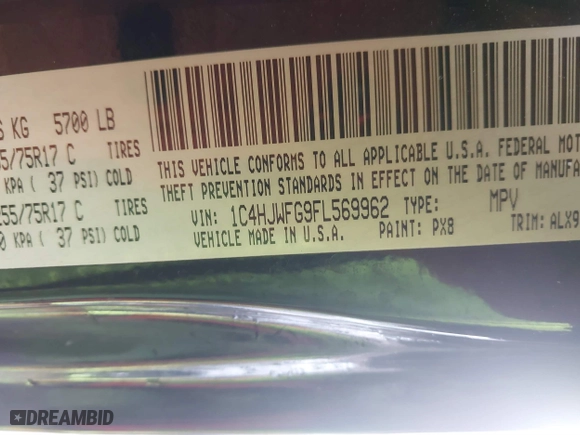 KG 5700 LB
/75R17 C TIRES
KPA ( 37 PSI) COLD
255/75R17 C TIRES
0 KPA ( 37 PSI) COLD
THIS VEHICLE CONFORMS TO ALL APPLICABLE U.S.A. FEDERAL MOT
THEFT PREVENTION STANDARDS IN EFFECT ON THE DATE OF MANUFA
VIN: 1C4HJWFG9FL569962 TYPE: MPV
VEHICLE MADE IN U.S.A. PAINT: PX8 TRIM: ALX9
DREAMBID